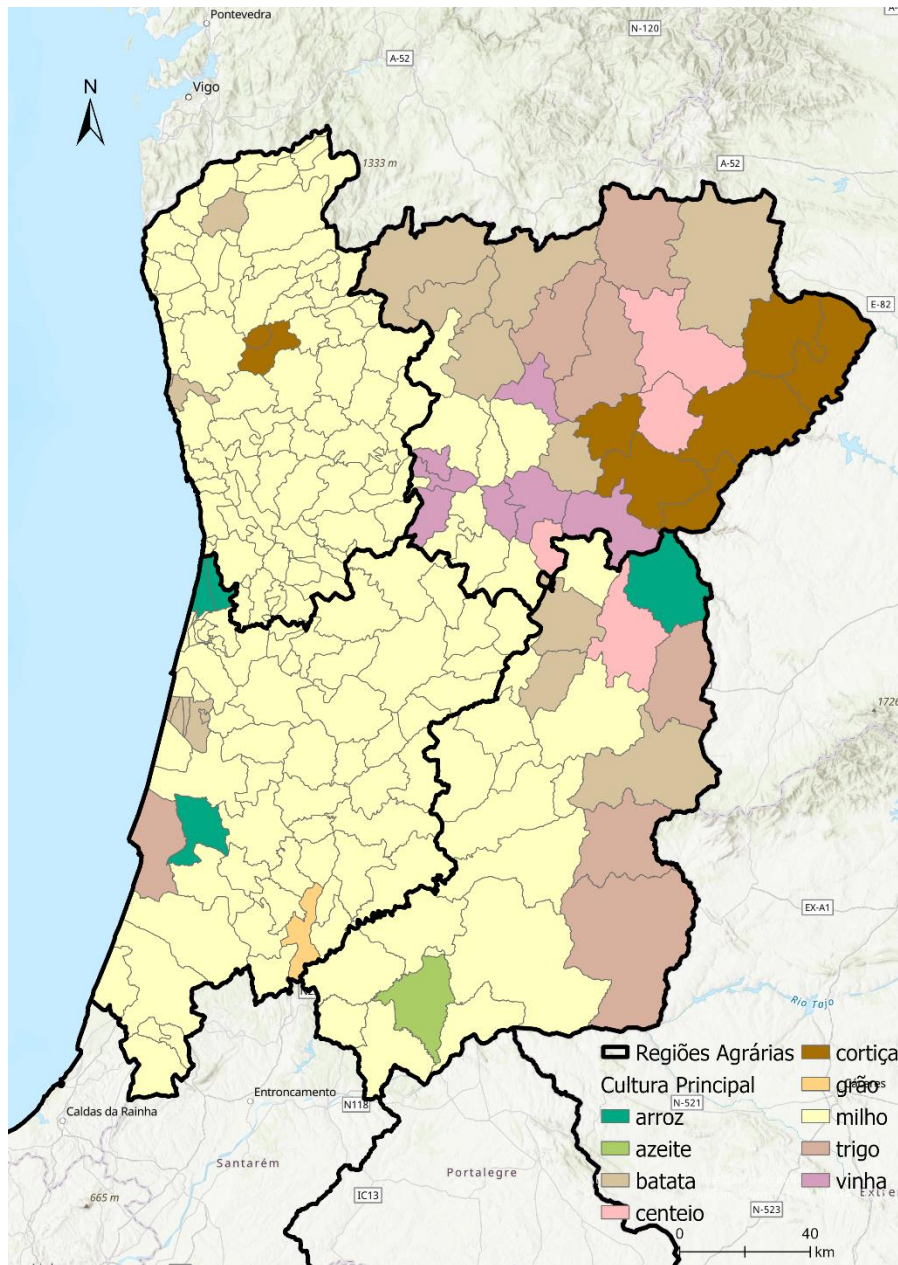 Pontevedra
N-120
A-52
Vigo
N
1333 m
A-52
E-82
1726
EX-A1
Rio Tajo
Entroncamento
N118
Caldas da Rainha
Santarém
Portalegre
665 m
IC13
N-521
N-523
Regiões Agrárias
Cultura Principal
arroz
azeite
batata
centeio
cortiça
grão
milho
trigo
vinha
0 40
km